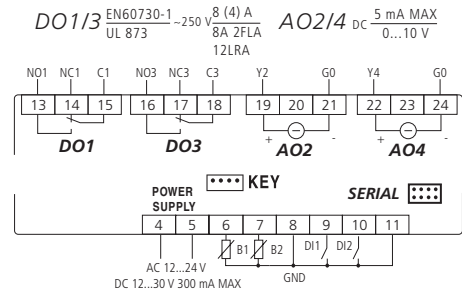 DO1/3 EN60730-1 UL 873 ~250 V 8 (4) A 8A 2FLA 12LRA AO2/4 DC 5 mA MAX 0...10 V
NO1 NC1 C1 NO3 NC3 C3 Y2 G0 Y4 G0
13 14 15 16 17 18 19 20 21 22 23 24
+ - + -
DO1 DO3 AO2 AO4
KEY
POWER SUPPLY
SERIAL
4 5 6 7 8 9 10 11
B1 B2 DI1 DI2
AC 12...24 V
GND
DC 12...30 V 300 mA MAX